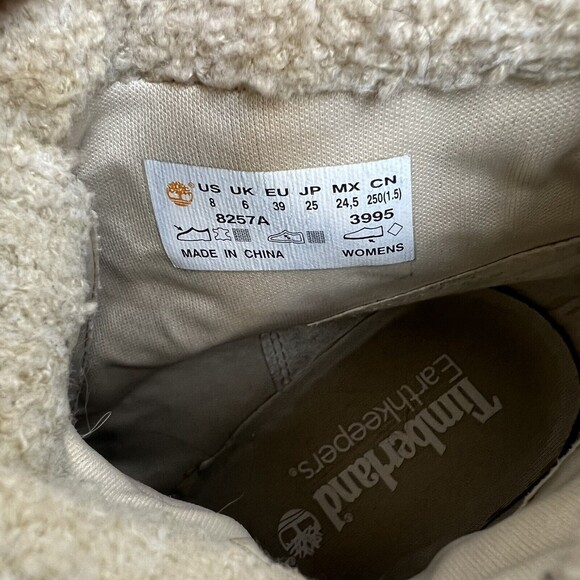 US UK EU JP MX CN
8 6 39 25 24,5 250(1.5)
8257A 3995
MADE IN CHINA WOMENS
Timberland
Earthkeepers®